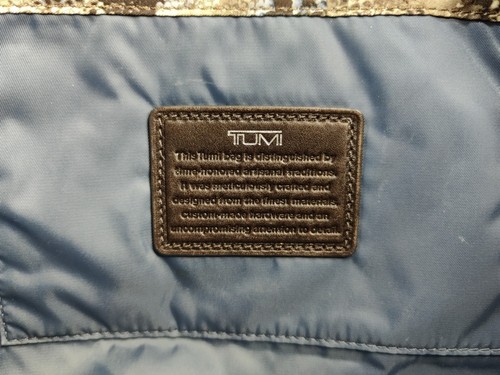 TUMI
This Tumi bag is distinguished by
time-honored artisanal traditions.
It was meticulously crafted and
designed from the finest materials,
custom-made hardware and an
uncompromising attention to detail.